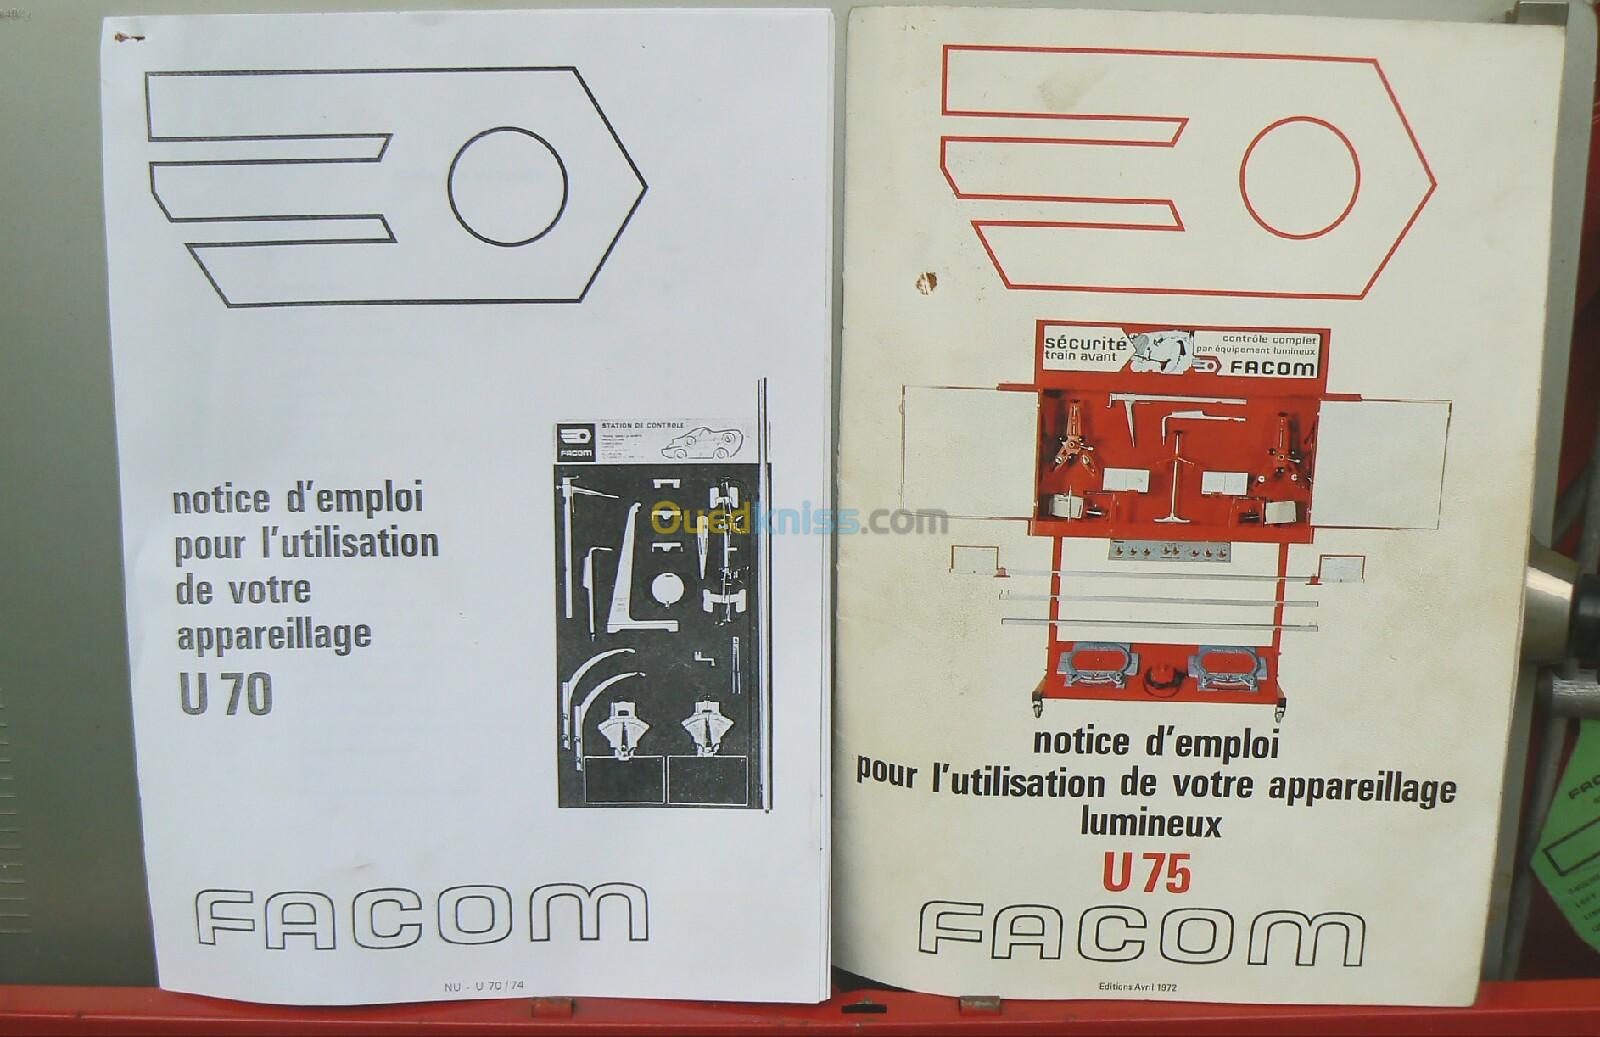 notice d'emploi
pour l'utilisation
de votre
appareillage
U 70
STATION DE CONTROLE
FACOM
FACOM
NU - U 70 / 74
sécurité
train avant
contrôle complet
par équipement lumineux
FACOM
notice d'emploi
pour l'utilisation de votre appareillage
lumineux
U 75
FACOM
Editions Avril 1972
Ouedkniss.com